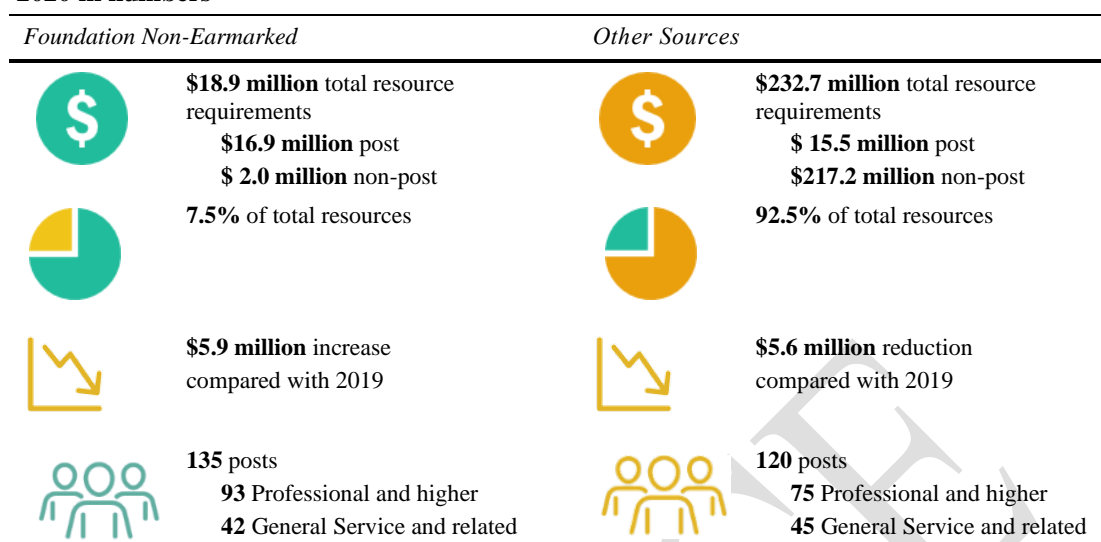 Foundation Non-Earmarked
Other Sources
$
$18.9 million total resource
requirements
$16.9 million post
$ 2.0 million non-post
$
$232.7 million total resource
requirements
$ 15.5 million post
$217.2 million non-post
7.5% of total resources
92.5% of total resources
$5.9 million increase
compared with 2019
$5.6 million reduction
compared with 2019
135 posts
93 Professional and higher
42 General Service and related
120 posts
75 Professional and higher
45 General Service and related